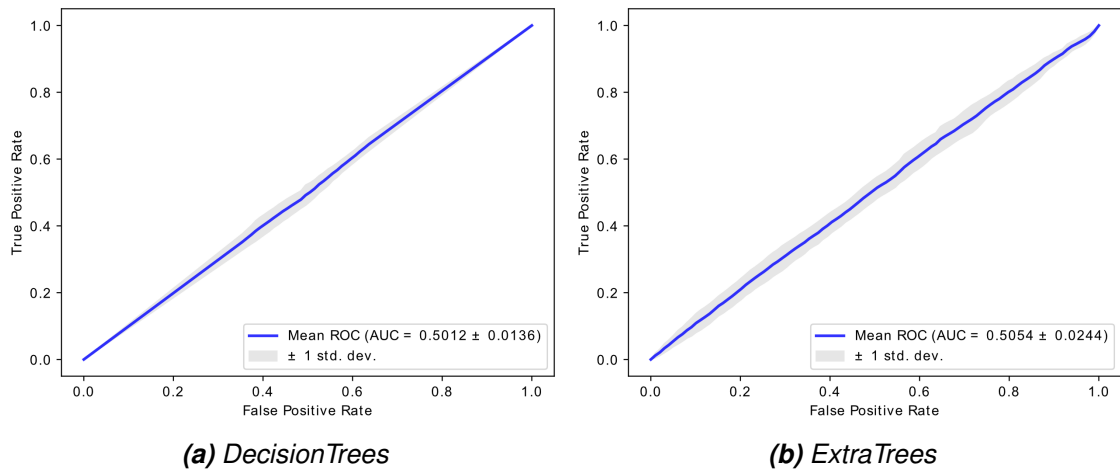 1.0
0.8
0.6
0.4
0.2
0.0
True Positive Rate
Mean ROC (AUC = 0.5012 ± 0.0136)
± 1 std. dev.
0.0 0.2 0.4 0.6 0.8 1.0
False Positive Rate
(a) DecisionTrees
1.0
0.8
0.6
0.4
0.2
0.0
True Positive Rate
Mean ROC (AUC = 0.5054 ± 0.0244)
± 1 std. dev.
0.0 0.2 0.4 0.6 0.8 1.0
False Positive Rate
(b) ExtraTrees